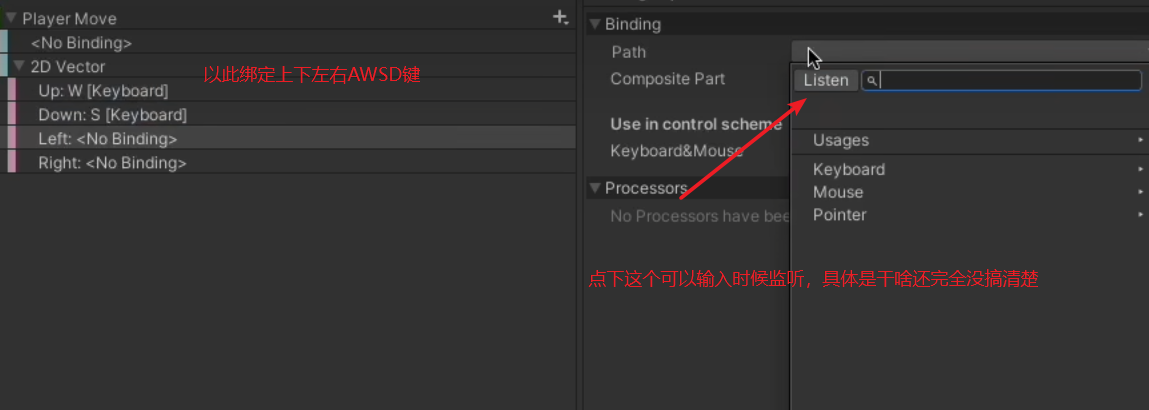 Player Move
<No Binding>
2D Vector
以此绑定上下左右AWSD键
Up: W [Keyboard]
Down: S [Keyboard]
Left: <No Binding>
Right: <No Binding>
Binding
Path
Composite Part
Listen
Use in control scheme
Keyboard&Mouse
Usages
Keyboard
Mouse
Pointer
Processors
No Processors have bee
点下这个可以输入时候监听，具体是干啥还完全没搞清楚